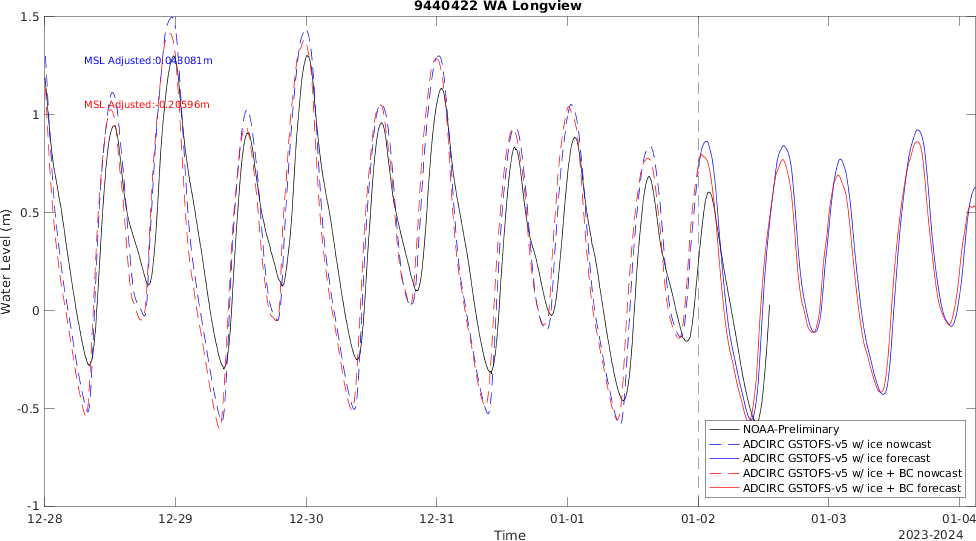 9440422 WA Longview
1.5
1
0.5
0
-0.5
-1
Water Level (m)
MSL Adjusted:0.043081m
MSL Adjusted:-0.20596m
NOAA-Preliminary
ADCIRC GSTOFS-v5 w/ ice nowcast
ADCIRC GSTOFS-v5 w/ ice forecast
ADCIRC GSTOFS-v5 w/ ice + BC nowcast
ADCIRC GSTOFS-v5 w/ ice + BC forecast
12-28 12-29 12-30 12-31 01-01 01-02 01-03 01-04
Time
2023-2024